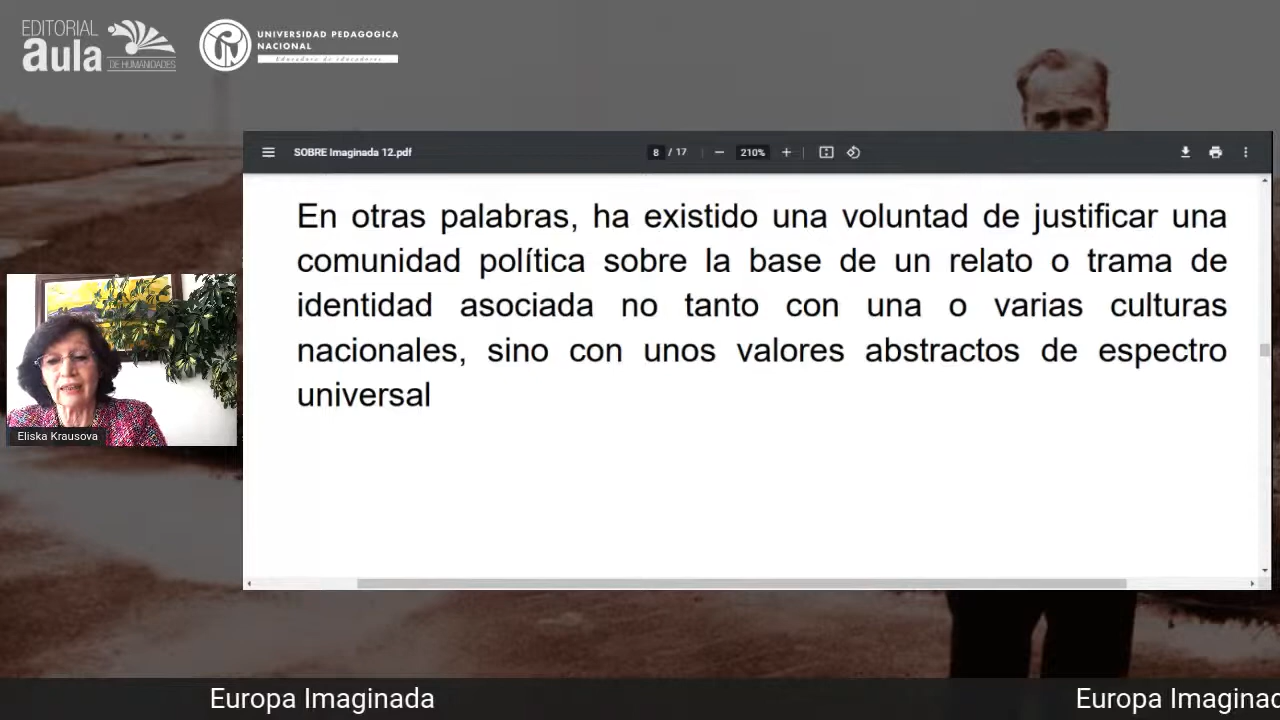 EDITORIAL
aula
DE HUMANIDADES
UNIVERSIDAD PEDAGOGICA
NACIONAL
Educadora de educadores
SOBRE Imaginada 12.pdf
8 / 17
210%
En otras palabras, ha existido una voluntad de justificar una
comunidad política sobre la base de un relato o trama de
identidad asociada no tanto con una o varias culturas
nacionales, sino con unos valores abstractos de espectro
universal
Eliska Krausova
Europa Imaginada
Europa Imaginad